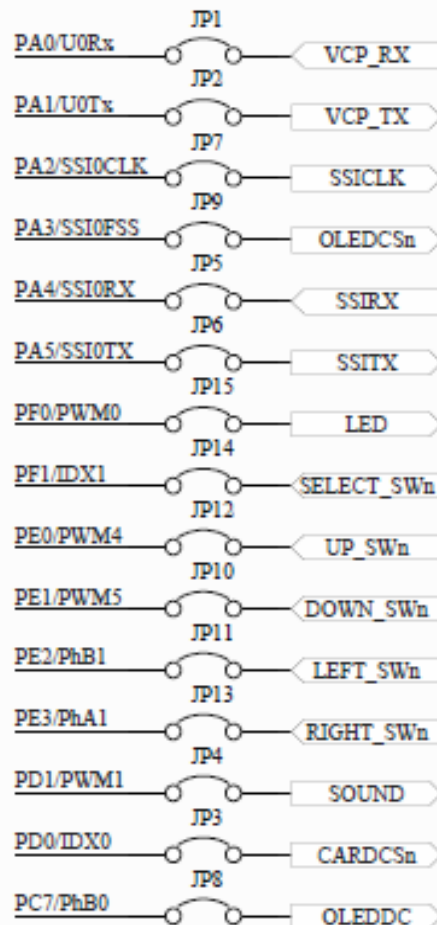 JP1
PA0/U0Rx VCP_RX
JP2
PA1/U0Tx VCP_TX
JP7
PA2/SSI0CLK SSICLK
JP9
PA3/SSI0FSS OLEDCSn
JP5
PA4/SSI0RX SSIRX
JP6
PA5/SSI0TX SSITX
JP15
PF0/PWM0 LED
JP14
PF1/IDX1 SELECT_SWn
JP12
PE0/PWM4 UP_SWn
JP10
PE1/PWM5 DOWN_SWn
JP11
PE2/PhB1 LEFT_SWn
JP13
PE3/PhA1 RIGHT_SWn
JP4
PD1/PWM1 SOUND
JP3
PD0/IDX0 CARDCSn
JP8
PC7/PhB0 OLEDDC